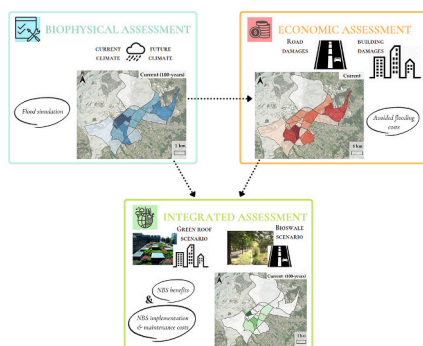 BIOPHYSICAL ASSESSMENT
CURRENT CLIMATE
FUTURE CLIMATE
Current (100-years)
Flood simulation
1 km
ECONOMIC ASSESSMENT
ROAD DAMAGES
BUILDING DAMAGES
Current
Avoided flooding costs
1 km
INTEGRATED ASSESSMENT
GREEN ROOF SCENARIO
BIOSWALE SCENARIO
Current (100-years)
NBS benefits
&
NBS implementation & maintenance costs
1 km